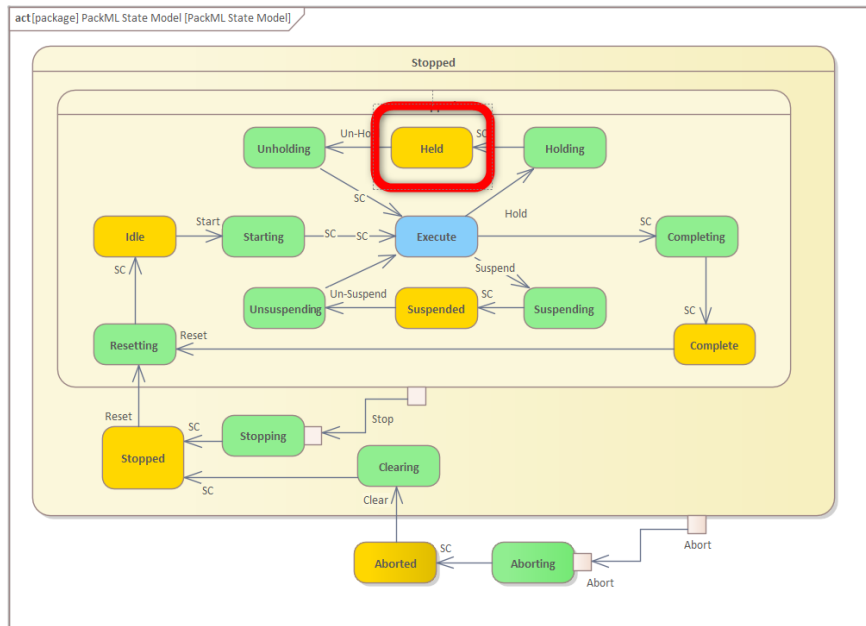 act [package] PackML State Model [PackML State Model]
Stopped
Unholding
Un-Ho
Held
SC
Holding
SC
Hold
Idle
Start
Starting
SC
SC
Execute
SC
Completing
SC
Suspend
Unsuspending
Un-Suspend
Suspended
SC
Suspending
SC
Resetting
Reset
Complete
Reset
Stop
Stopped
SC
Stopping
Clearing
SC
Clear
Aborted
SC
Aborting
Abort
Abort